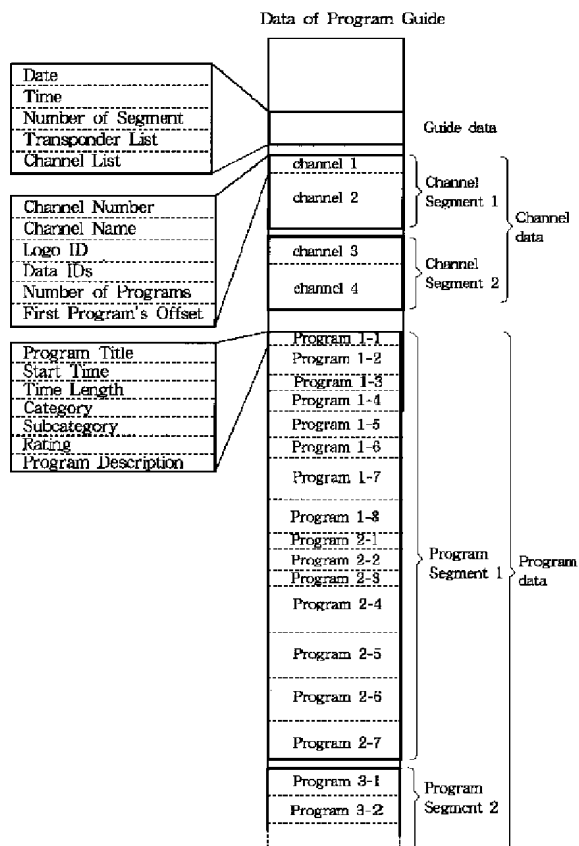 Data of Program Guide
Date
Time
Number of Segment
Transponder List
Channel List
Guide data
Channel Number
Channel Name
Logo ID
Data IDs
Number of Programs
First Program's Offset
channel 1
channel 2
Channel
Segment 1
channel 3
channel 4
Channel
Segment 2
Channel
data
Program Title
Start Time
Time Length
Category
Subcategory
Rating
Program Description
Program 1-1
Program 1-2
Program 1-3
Program 1-4
Program 1-5
Program 1-6
Program 1-7
Program 1-8
Program 2-1
Program 2-2
Program 2-3
Program 2-4
Program 2-5
Program 2-6
Program 2-7
Program
Segment 1
Program
data
Program 3-1
Program 3-2
Program
Segment 2